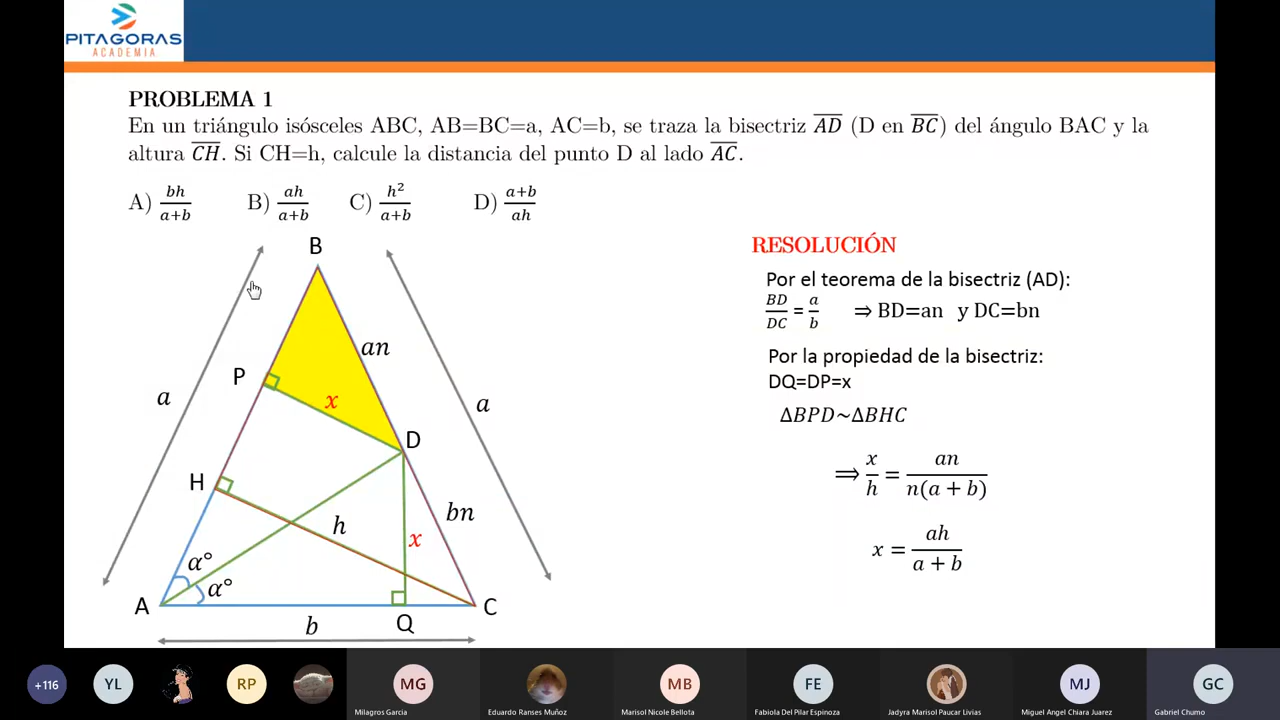 PITAGORAS
ACADEMIA
PROBLEMA 1
En un triángulo isósceles ABC, AB=BC=a, AC=b, se traza la bisectriz AD (D en BC) del ángulo BAC y la
altura CH. Si CH=h, calcule la distancia del punto D al lado AC.
A) bh/(a+b) B) ah/(a+b) C) h²/(a+b) D) (a+b)/ah
B
P
an
x
a
a
D
H
h
bn
x
α°
α°
A
C
Q
b
RESOLUCIÓN
Por el teorema de la bisectriz (AD):
BD/DC = a/b ⇒ BD=an y DC=bn
Por la propiedad de la bisectriz:
DQ=DP=x
ΔBPD~ΔBHC
⟹ x/h = an/n(a + b)
x = ah/(a + b)
+116
YL
RP
MG
MB
FE
MJ
GC
Milagros Garcia
Eduardo Ranses Muñoz
Marisol Nicole Bellota
Fabiola Del Pilar Espinoza
Jadyra Marisol Paucar Livias
Miguel Angel Chiara Juarez
Gabriel Chumo